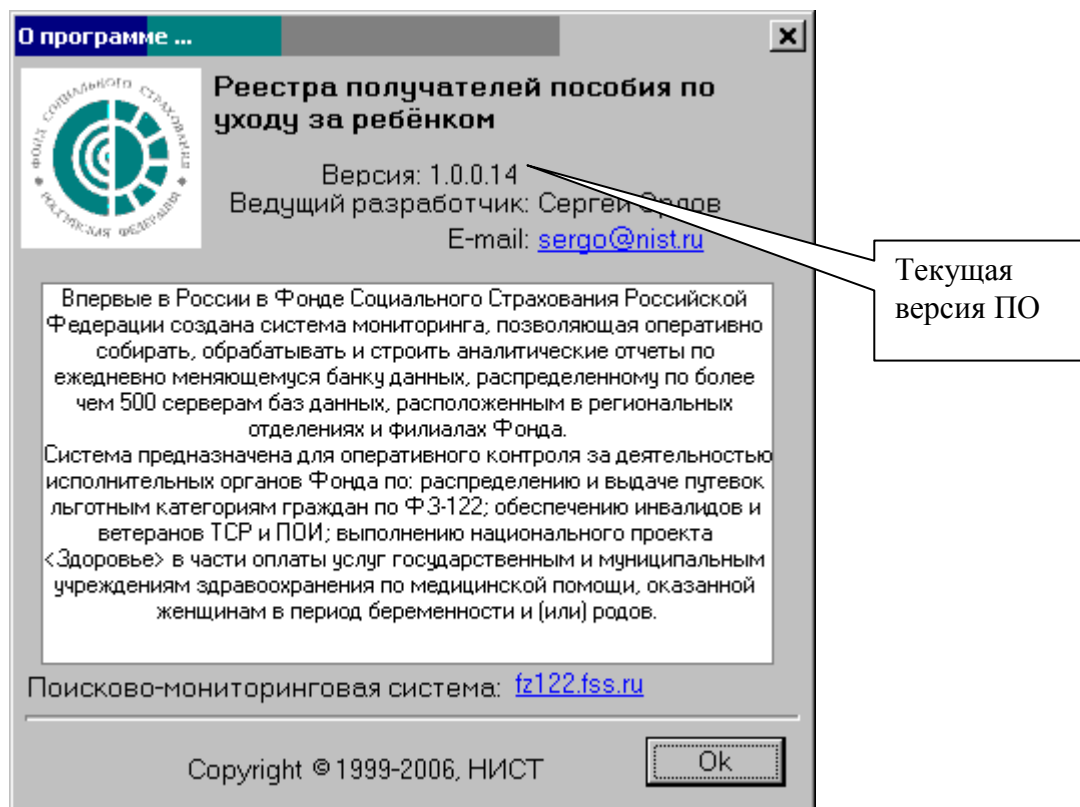 О программе ...
ФОНД СОЦИАЛЬНОГО СТРАХОВАНИЯ
РОССИЙСКАЯ ФЕДЕРАЦИЯ
Реестра получателей пособия по
уходу за ребёнком
Версия: 1.0.0.14
Ведущий разработчик: Сергей
E-mail: sergo@nist.ru
Текущая
версия ПО
Впервые в России в Фонде Социального Страхования Российской
Федерации создана система мониторинга, позволяющая оперативно
собирать, обрабатывать и строить аналитические отчеты по
ежедневно меняющемуся банку данных, распределенному по более
чем 500 серверам баз данных, расположенным в региональных
отделениях и филиалах Фонда.
Система предназначена для оперативного контроля за деятельностью
исполнительных органов Фонда по: распределению и выдаче путевок
льготным категориям граждан по ФЗ-122; обеспечению инвалидов и
ветеранов ТСР и ПОИ; выполнению национального проекта
<Здоровье> в части оплаты услуг государственным и муниципальным
учреждениям здравоохранения по медицинской помощи, оказанной
женщинам в период беременности и (или) родов.
Поисково-мониторинговая система: fz122.fss.ru
Copyright © 1999-2006, НИСТ
Ok